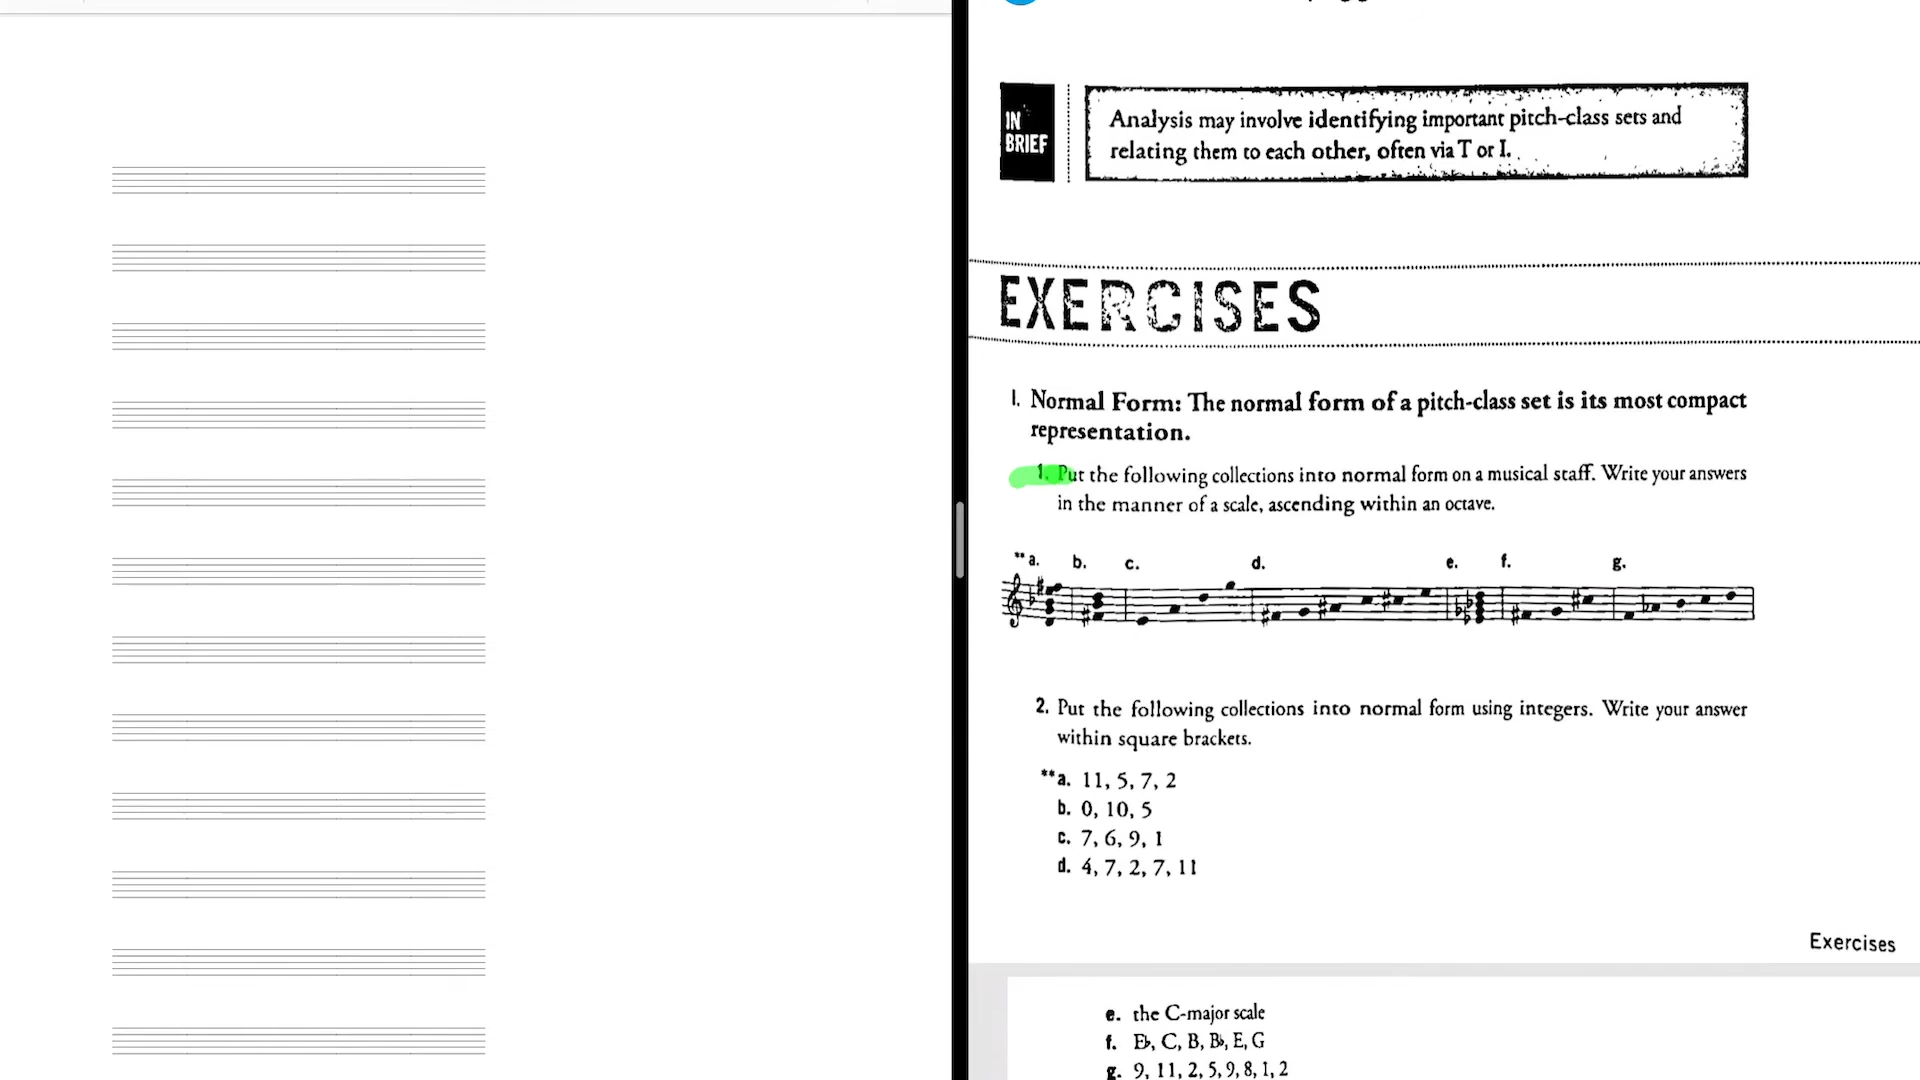 IN
BRIEF
Analysis may involve identifying important pitch-class sets and
relating them to each other, often via T or I.
EXERCISES
I. Normal Form: The normal form of a pitch-class set is its most compact
representation.
1. Put the following collections into normal form on a musical staff. Write your answers
in the manner of a scale, ascending within an octave.
**a. b. c. d. e. f. g.
2. Put the following collections into normal form using integers. Write your answer
within square brackets.
**a. 11, 5, 7, 2
b. 0, 10, 5
c. 7, 6, 9, 1
d. 4, 7, 2, 7, 11
Exercises
e. the C-major scale
f. E♭, C, B, B♭, E, G
g. 9, 11, 2, 5, 9, 8, 1, 2